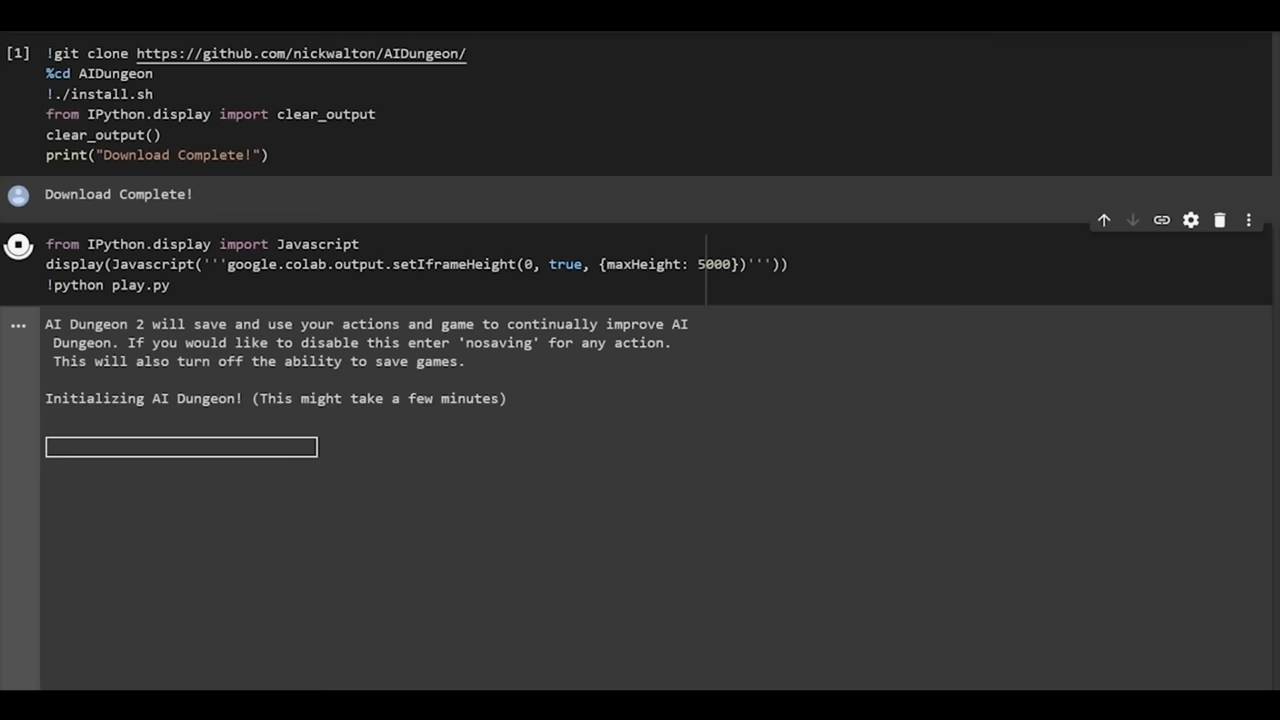 [1] !git clone https://github.com/nickwalton/AIDungeon/
%cd AIDungeon
!./install.sh
from IPython.display import clear_output
clear_output()
print("Download Complete!")
Download Complete!
from IPython.display import Javascript
display(Javascript('''google.colab.output.setIframeHeight(0, true, {maxHeight: 5000})'''))
!python play.py
AI Dungeon 2 will save and use your actions and game to continually improve AI
Dungeon. If you would like to disable this enter 'nosaving' for any action.
This will also turn off the ability to save games.
Initializing AI Dungeon! (This might take a few minutes)